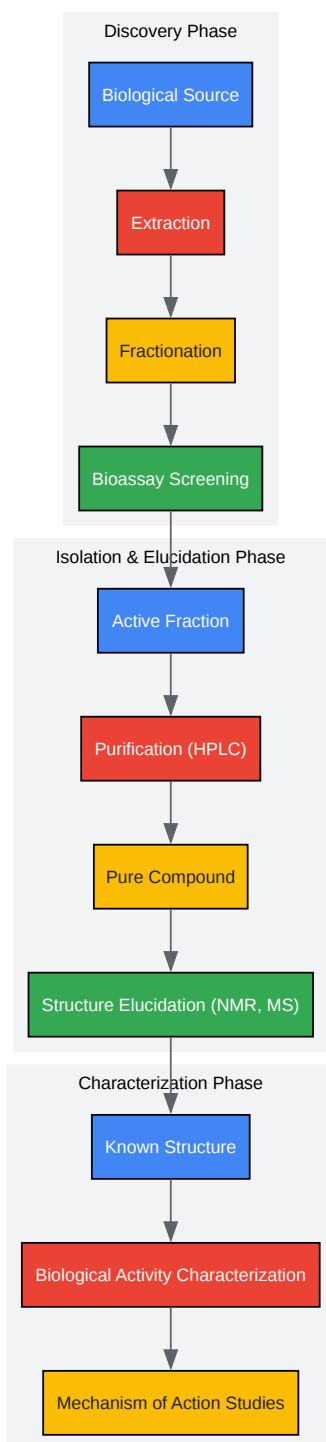 Discovery Phase
Biological Source
Extraction
Fractionation
Bioassay Screening
Isolation & Elucidation Phase
Active Fraction
Purification (HPLC)
Pure Compound
Structure Elucidation (NMR, MS)
Characterization Phase
Known Structure
Biological Activity Characterization
Mechanism of Action Studies